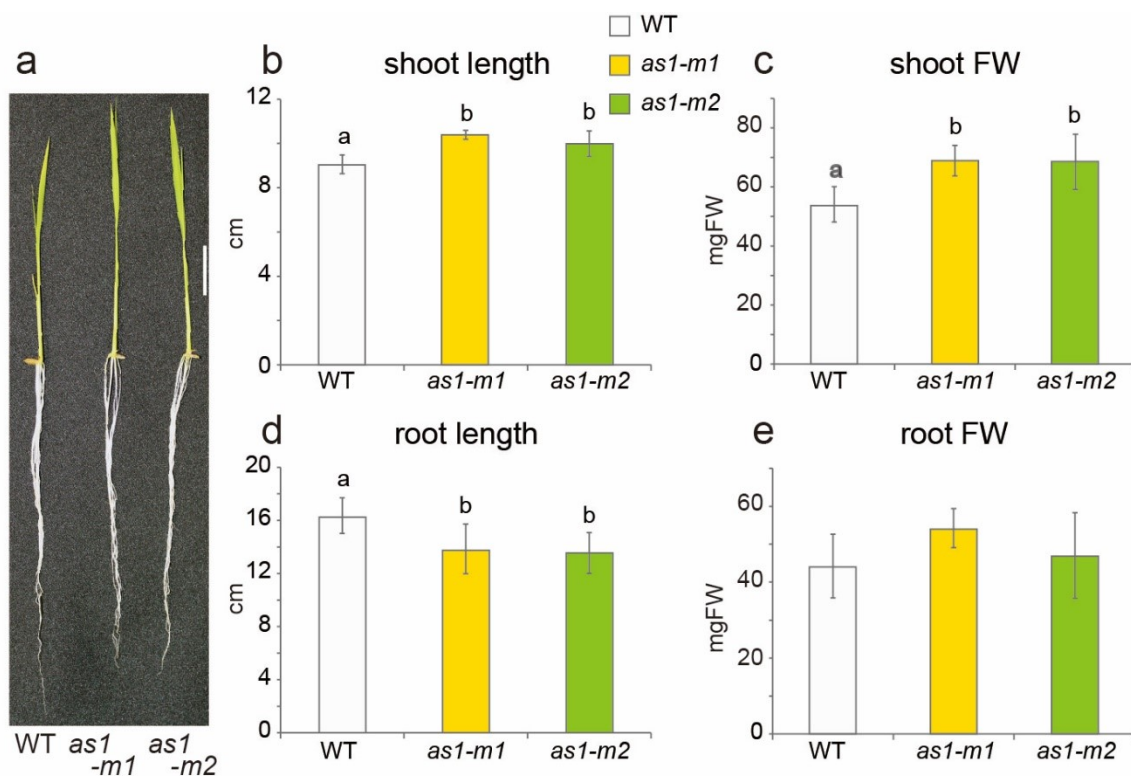 a
WT as1 as1
-m1 -m2
WT
as1-m1
as1-m2
b shoot length
12
8
4
0
cm
a
b
b
WT as1-m1 as1-m2
c shoot FW
80
60
40
20
0
mgFW
a
b
b
WT as1-m1 as1-m2
d root length
20
16
12
8
4
0
cm
a
b
b
WT as1-m1 as1-m2
e root FW
60
40
20
0
mgFW
WT as1-m1 as1-m2